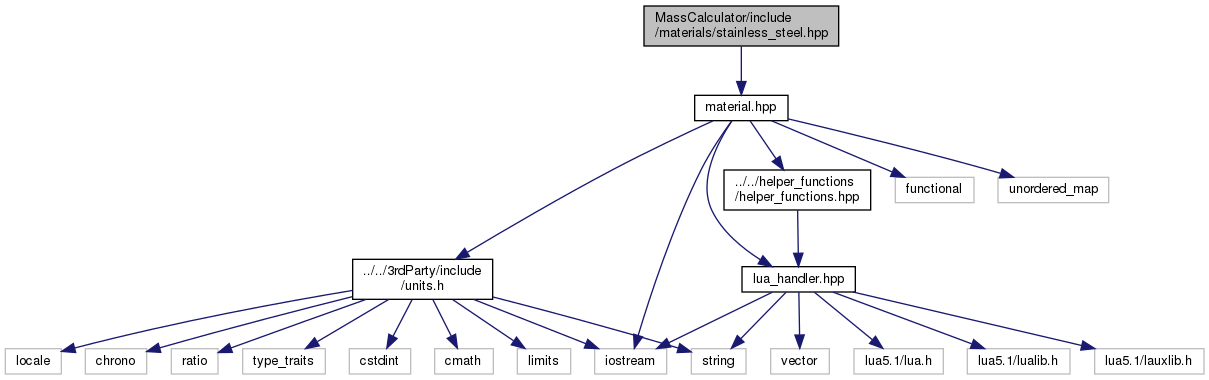 MassCalculator/include
/materials/stainless_steel.hpp
material.hpp
../../helper_functions
/helper_functions.hpp
functional
unordered_map
../../3rdParty/include
/units.h
lua_handler.hpp
locale
chrono
ratio
type_traits
cstdint
cmath
limits
iostream
string
vector
lua5.1/lua.h
lua5.1/lualib.h
lua5.1/lauxlib.h